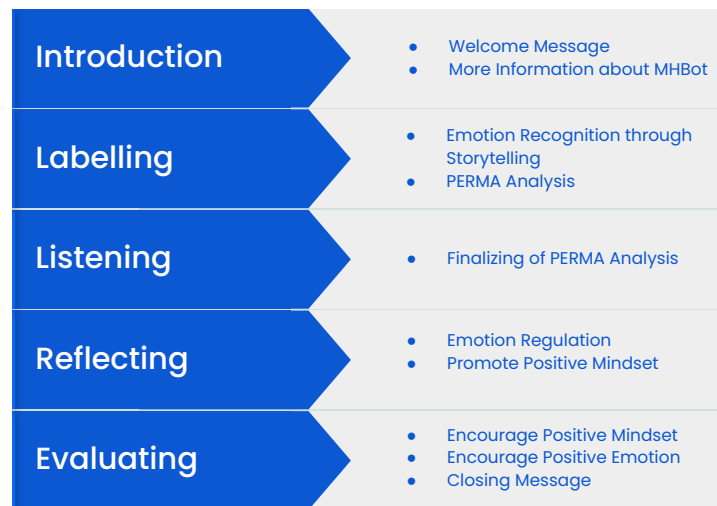 Introduction
● Welcome Message
● More Information about MHBot
Labelling
● Emotion Recognition through
Storytelling
● PERMA Analysis
Listening
● Finalizing of PERMA Analysis
Reflecting
● Emotion Regulation
● Promote Positive Mindset
Evaluating
● Encourage Positive Mindset
● Encourage Positive Emotion
● Closing Message